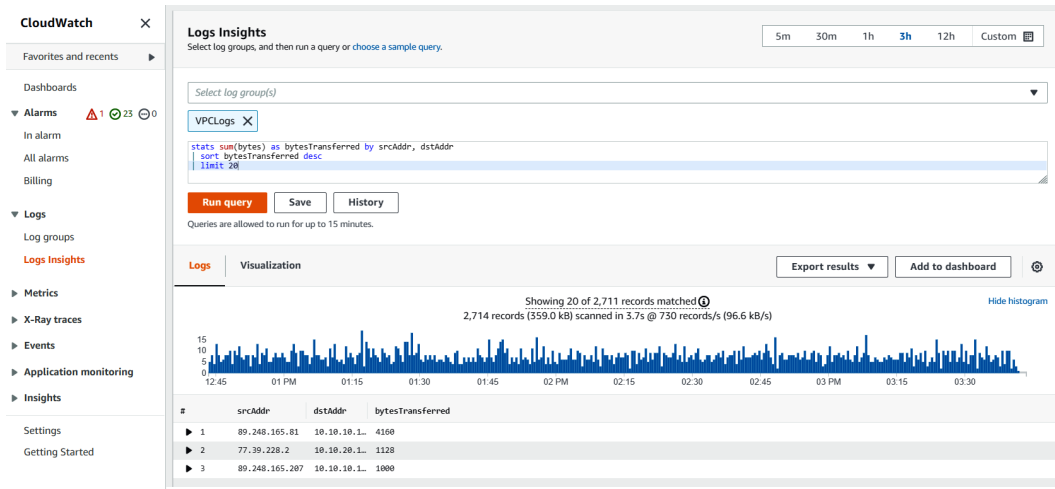 CloudWatch
Favorites and recents
Dashboards
Alarms 1 23 0
In alarm
All alarms
Billing
Logs
Log groups
Logs Insights
Metrics
X-Ray traces
Events
Application monitoring
Insights
Settings
Getting Started
Logs Insights
Select log groups, and then run a query or choose a sample query.
5m 30m 1h 3h 12h Custom
Select log group(s)
VPCLogs
stats sum(bytes) as bytesTransferred by srcAddr, dstAddr
| sort bytesTransferred desc
| limit 20
Run query Save History
Queries are allowed to run for up to 15 minutes.
Logs Visualization Export results Add to dashboard
Showing 20 of 2,711 records matched
Hide histogram
2,714 records (359.0 kB) scanned in 3.7s @ 730 records/s (96.6 kB/s)
15
10
5
0
12:45 01 PM 01:15 01:30 01:45 02 PM 02:15 02:30 02:45 03 PM 03:15 03:30
# srcAddr dstAddr bytesTransferred
1 89.248.165.81 10.10.10.1… 4160
2 77.39.228.2 10.10.20.1… 1128
3 89.248.165.207 10.10.10.1… 1000